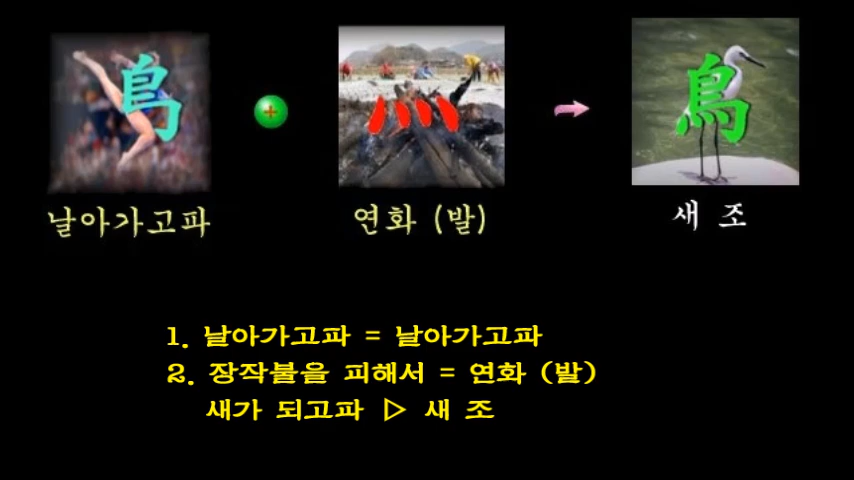 鳥
灬
鳥
날아가고파
연화 (발)
새 조
1. 날아가고파 = 날아가고파
2. 장작불을 피해서 = 연화 (발)
새가 되고파 ▷ 새 조